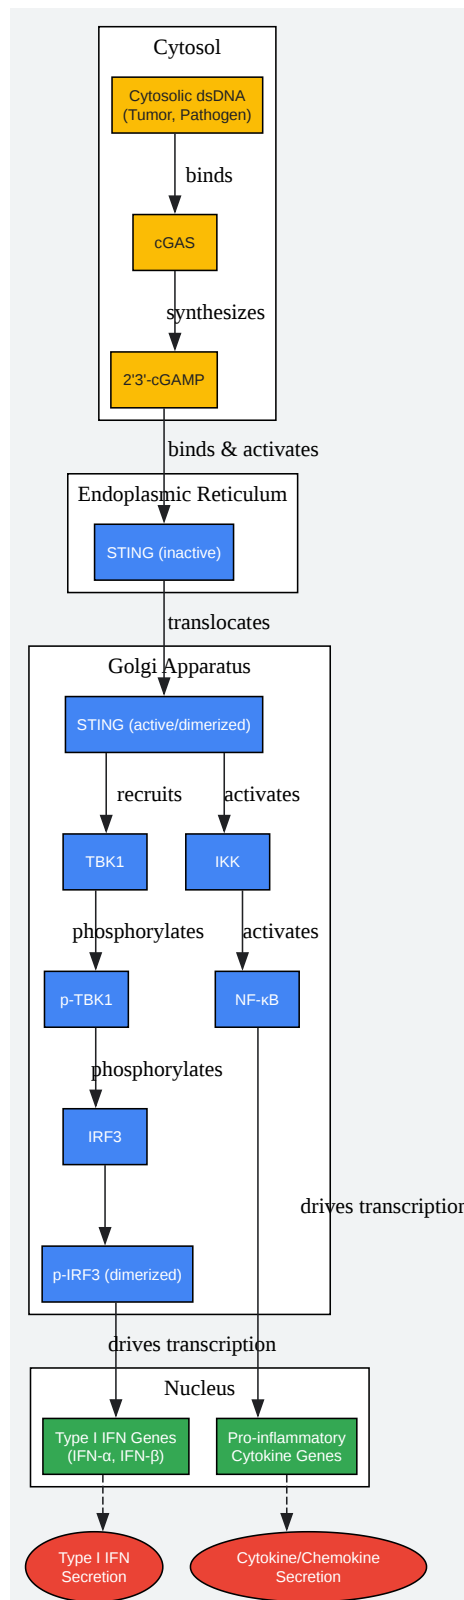 Cytosol
Cytosolic dsDNA
(Tumor, Pathogen)
binds
cGAS
synthesizes
2'3'-cGAMP
binds & activates
Endoplasmic Reticulum
STING (inactive)
translocates
Golgi Apparatus
STING (active/dimerized)
recruits
activates
TBK1
IKK
phosphorylates
activates
p-TBK1
NF-κB
phosphorylates
IRF3
drives transcription
p-IRF3 (dimerized)
drives transcription
Nucleus
Type I IFN Genes
(IFN-α, IFN-β)
Pro-inflammatory
Cytokine Genes
Type I IFN
Secretion
Cytokine/Chemokine
Secretion